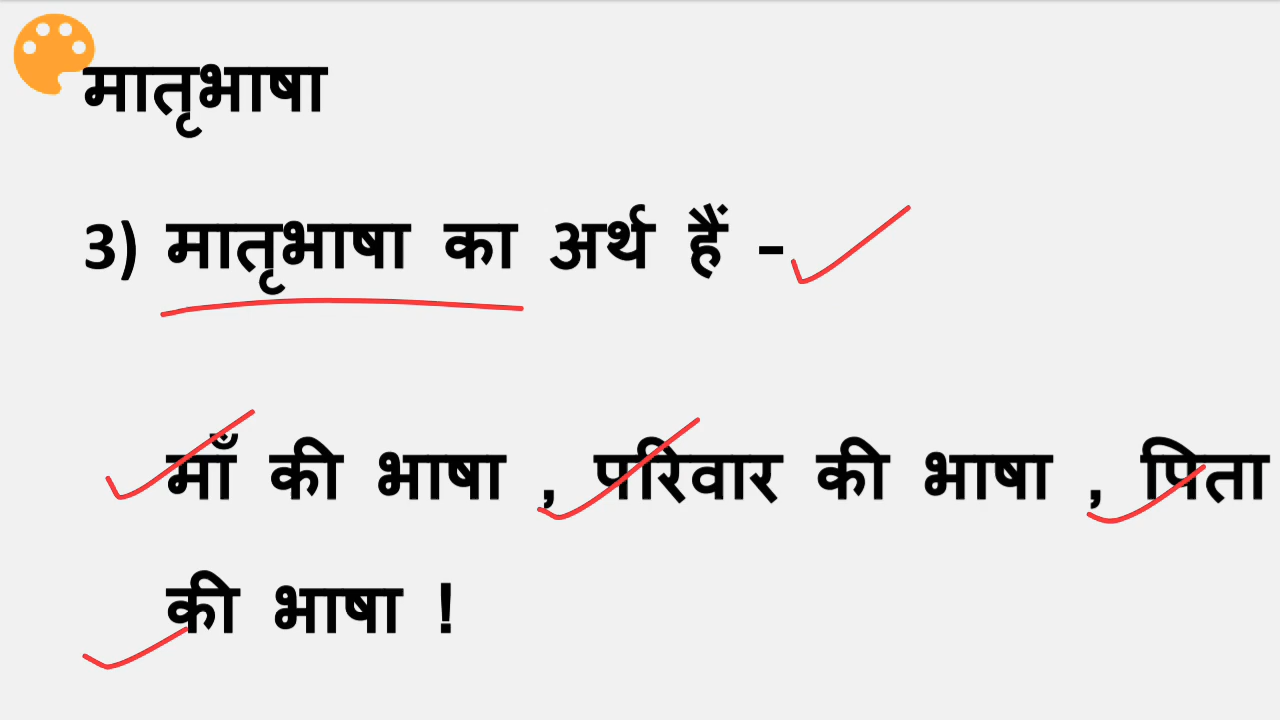 मातृभाषा
3) मातृभाषा का अर्थ हैं –
माँ की भाषा , परिवार की भाषा , पिता
की भाषा !